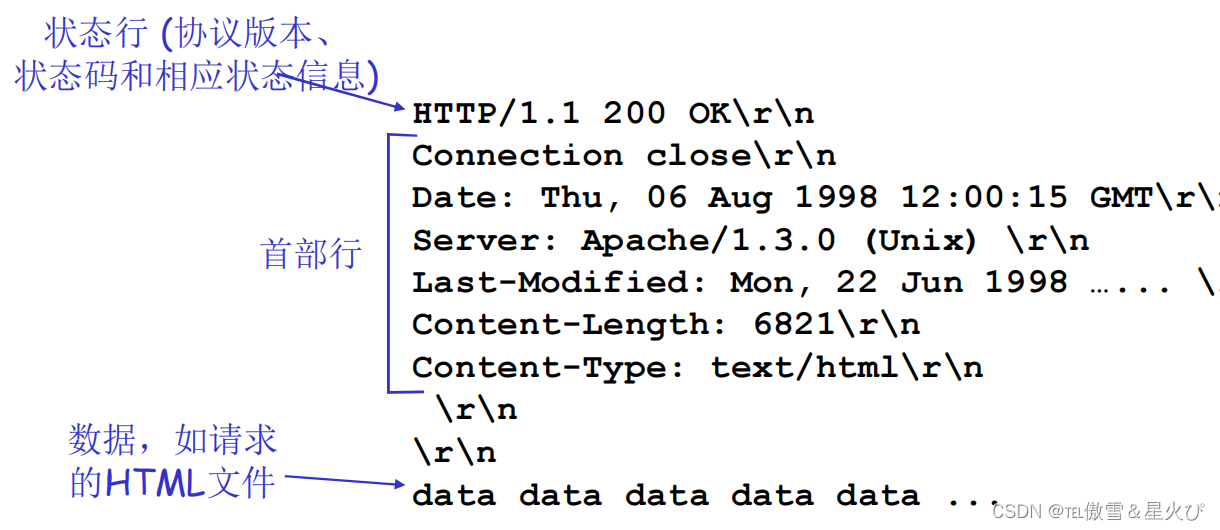 状态行 (协议版本、
状态码和相应状态信息)
HTTP/1.1 200 OK\r\n
Connection close\r\n
Date: Thu, 06 Aug 1998 12:00:15 GMT\r\
Server: Apache/1.3.0 (Unix) \r\n
Last-Modified: Mon, 22 Jun 1998 …... \
首部行
Content-Length: 6821\r\n
Content-Type: text/html\r\n
\r\n
\r\n
数据，如请求
的HTML文件
data data data data data ...
CSDN @℡傲雪＆星火ぴ